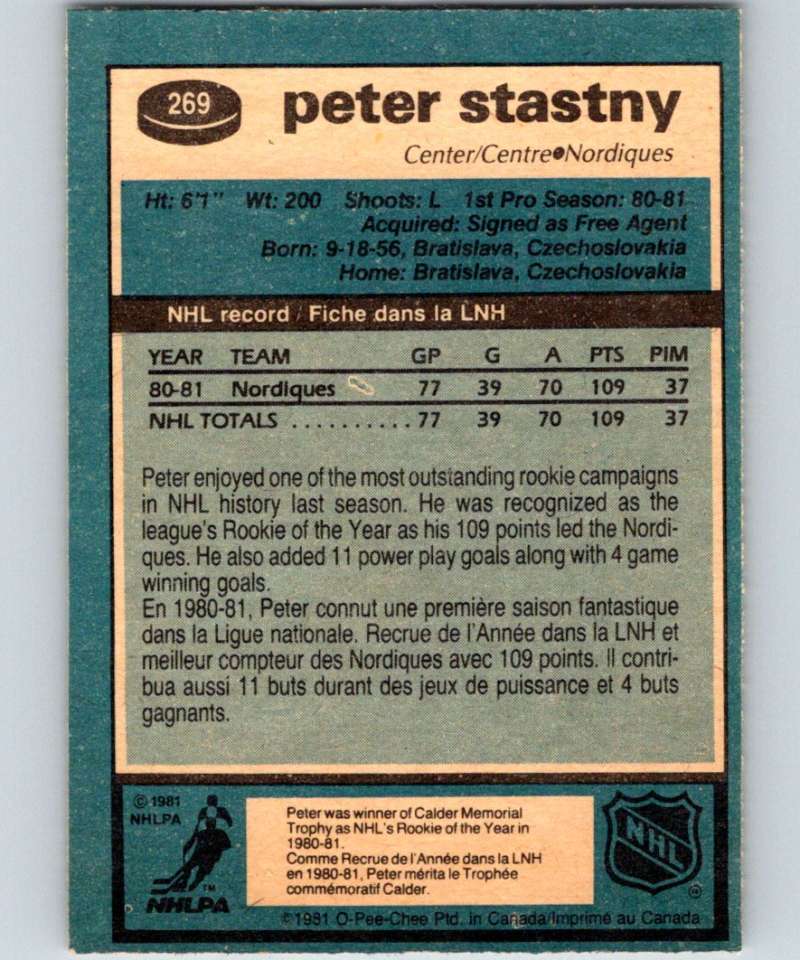 269
peter stastny
Center/Centre●Nordiques
Ht: 6'1" Wt: 200 Shoots: L 1st Pro Season: 80-81
Acquired: Signed as Free Agent
Born: 9-18-56, Bratislava, Czechoslovakia
Home: Bratislava, Czechoslovakia
NHL record / Fiche dans la LNH
YEAR TEAM GP G A PTS PIM
80-81 Nordiques 77 39 70 109 37
NHL TOTALS .......... 77 39 70 109 37
Peter enjoyed one of the most outstanding rookie campaigns
in NHL history last season. He was recognized as the
league's Rookie of the Year as his 109 points led the Nordi-
ques. He also added 11 power play goals along with 4 game
winning goals.
En 1980-81, Peter connut une première saison fantastique
dans la Ligue nationale. Recrue de l'Année dans la LNH et
meilleur compteur des Nordiques avec 109 points. Il contri-
bua aussi 11 buts durant des jeux de puissance et 4 buts
gagnants.
© 1981
NHLPA
TM
NHLPA
Peter was winner of Calder Memorial
Trophy as NHL's Rookie of the Year in
1980-81.
Comme Recrue de l'Année dans la LNH
en 1980-81, Peter mérita le Trophée
commémoratif Calder.
NHL
©1981 O-Pee-Chee Ptd. in Canada/Imprimé au Canada